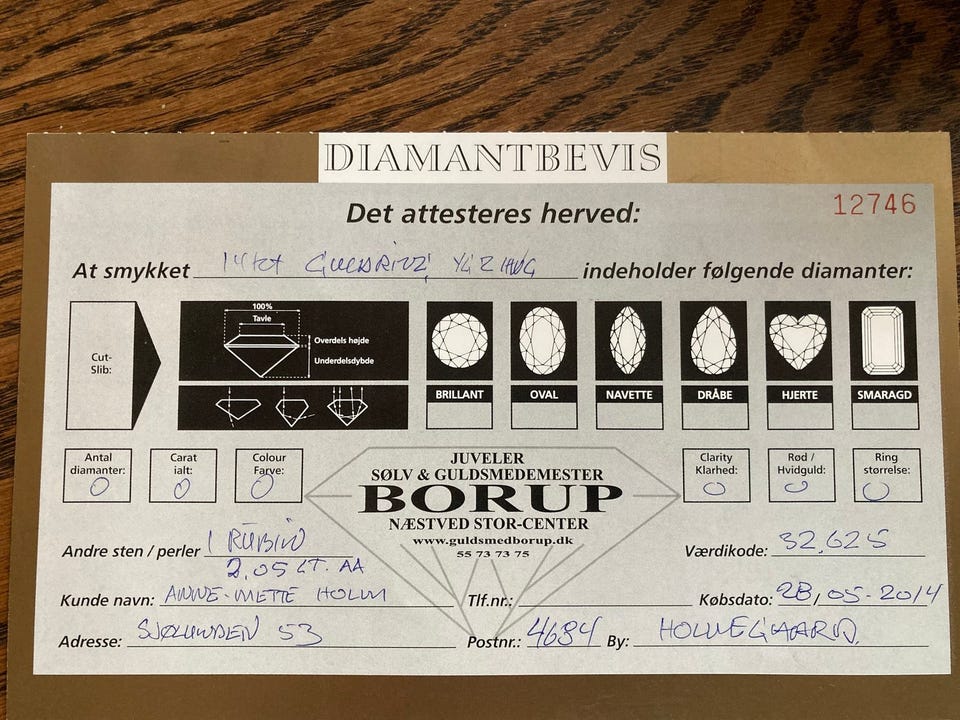 DIAMANTBEVIS
12746
Det attesteres herved:
At smykket 14 kt indeholder følgende diamanter:
Cut-
Slib:
100%
Tavle
Overdels højde
Underdelsdybde
BRILLANT OVAL NAVETTE DRÅBE HJERTE SMARAGD
Antal
diamanter:
0
Carat
ialt:
0
Colour
Farve:
0
JUVELER
SØLV & GULDSMEDEMESTER
BORUP
NÆSTVED STOR-CENTER
www.guldsmedborup.dk
55 73 73 75
Clarity
Klarhed:
0
Rød /
Hvidguld:
0
Ring
størrelse:
0
Andre sten / perler 1 RUBIN
2,05 CT. AA
Værdikode: 32,625
Kunde navn: ANNE-METTE HOLM Tlf.nr.: Købsdato: 28/05-2014
Adresse: SJØLUNDEN 53 Postnr.: 4684 By: HOLMEGAARD.